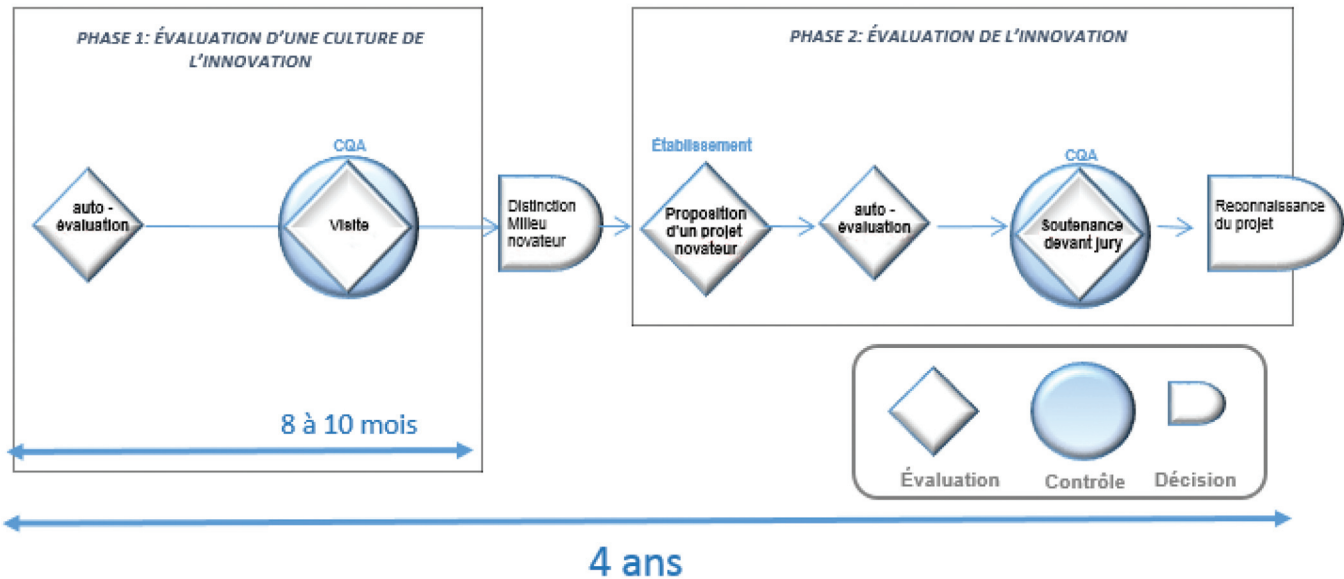 PHASE 1: ÉVALUATION D'UNE CULTURE DE
L'INNOVATION
CQA
auto -
évaluation
Visite
Distinction
Milieu
novateur
PHASE 2: ÉVALUATION DE L'INNOVATION
Établissement
Proposition
d'un projet
novateur
auto -
évaluation
CQA
Soutenance
devant jury
Reconnaissance
du projet
8 à 10 mois
Évaluation
Contrôle
Décision
4 ans